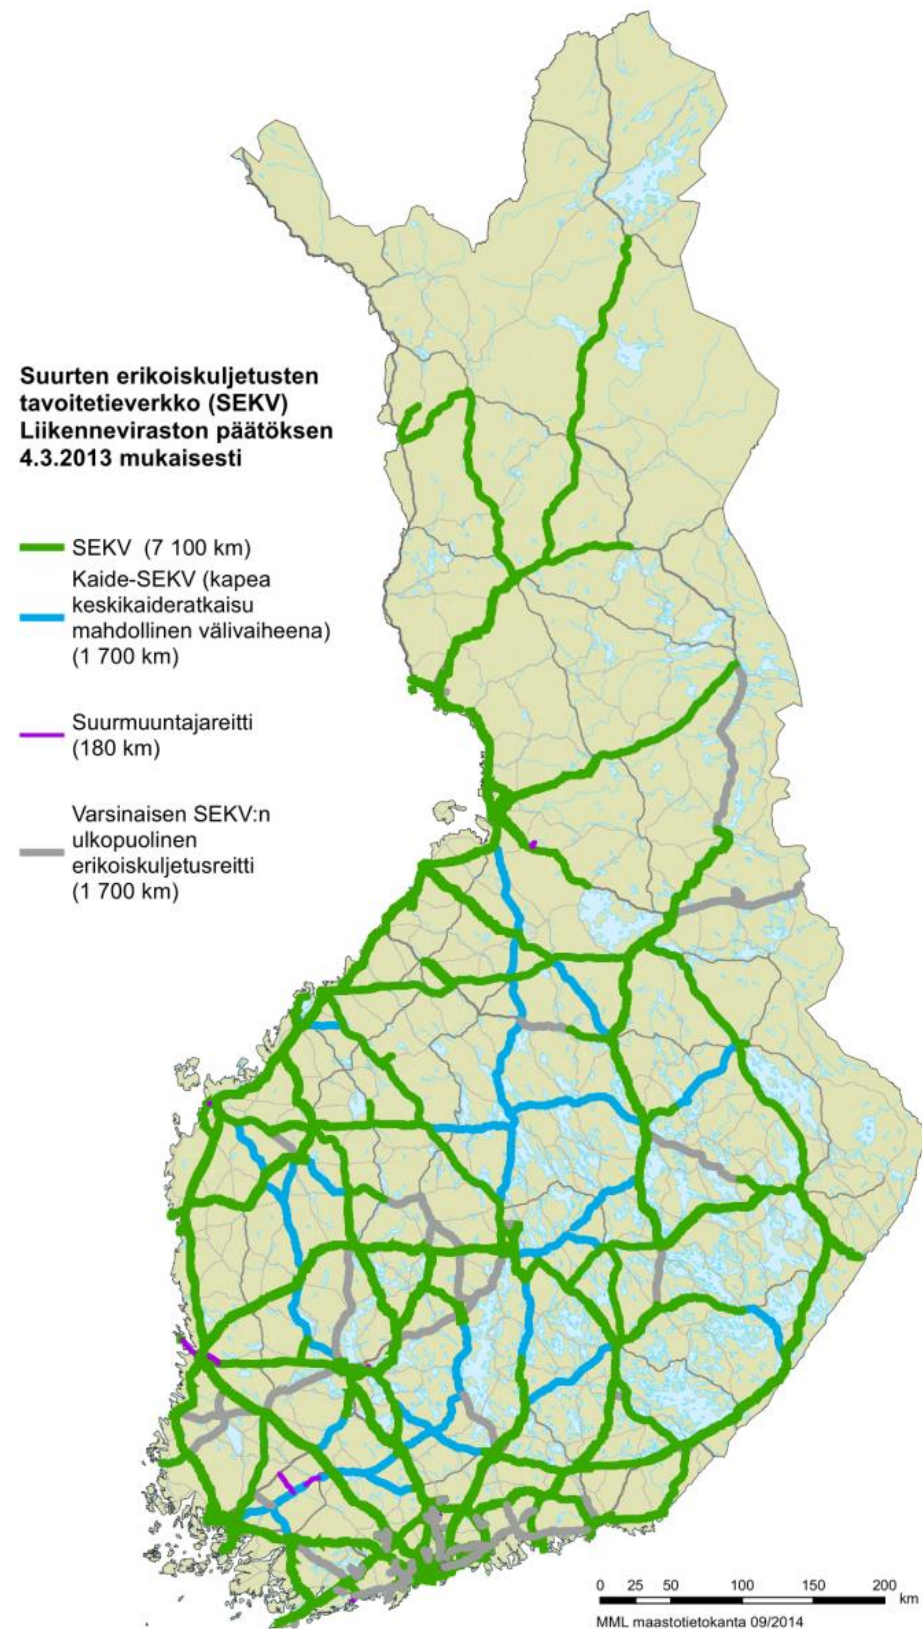 Suurten erikoiskuljetusten
tavoitetieverkko (SEKV)
Liikenneviraston päätöksen
4.3.2013 mukaisesti
SEKV (7 100 km)
Kaide-SEKV (kapea
keskikaideratkaisu
mahdollinen välivaiheena)
(1 700 km)
Suurmuuntajareitti
(180 km)
Varsinaisen SEKV:n
ulkopuolinen
erikoiskuljetusreitti
(1 700 km)
0 25 50 100 150 200
km
MML maastotietokanta 09/2014